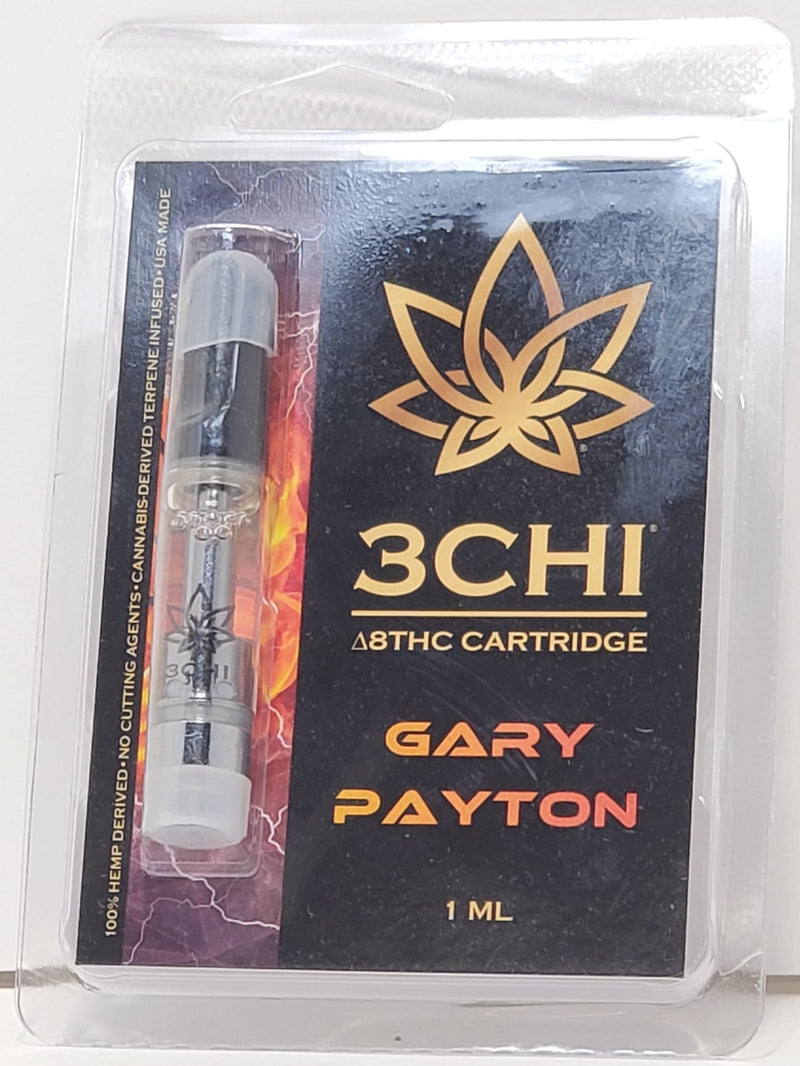 100% HEMP DERIVED • NO CUTTING AGENTS • CANNABIS-DERIVED TERPENE INFUSED • USA MADE
3CHI
3CHI®
Δ8THC CARTRIDGE
GARY
PAYTON
1 ML